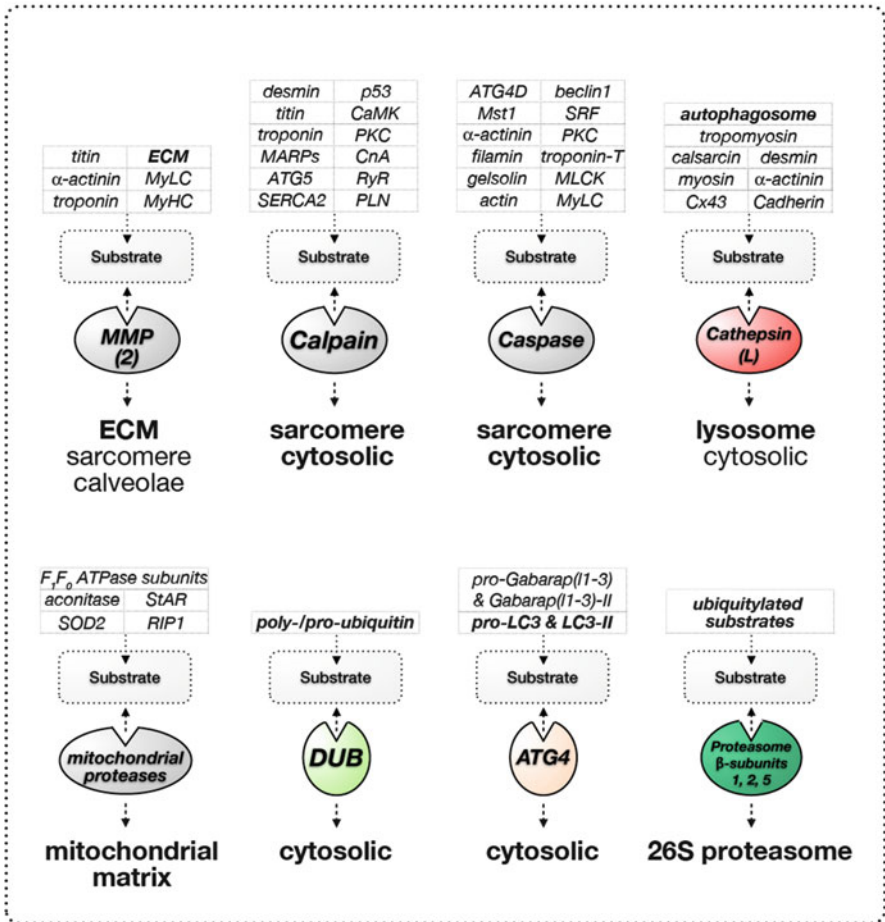 titin ECM
α-actinin MyLC
troponin MyHC
Substrate
MMP
(2)
ECM
sarcomere
calveolae
desmin p53
titin CaMK
troponin PKC
MARPs CnA
ATG5 RyR
SERCA2 PLN
Substrate
Calpain
sarcomere
cytosolic
ATG4D beclin1
Mst1 SRF
α-actinin PKC
filamin troponin-T
gelsolin MLCK
actin MyLC
Substrate
Caspase
sarcomere
cytosolic
autophagosome
tropomyosin
calsarcin desmin
myosin α-actinin
Cx43 Cadherin
Substrate
Cathepsin
(L)
lysosome
cytosolic
F₁F₀ ATPase subunits
aconitase StAR
SOD2 RIP1
Substrate
mitochondrial
proteases
mitochondrial
matrix
poly-/pro-ubiquitin
Substrate
DUB
cytosolic
pro-Gabarap(l1-3)
& Gabarap(l1-3)-II
pro-LC3 & LC3-II
Substrate
ATG4
cytosolic
ubiquitylated
substrates
Substrate
Proteasome
β-subunits
1, 2, 5
26S proteasome